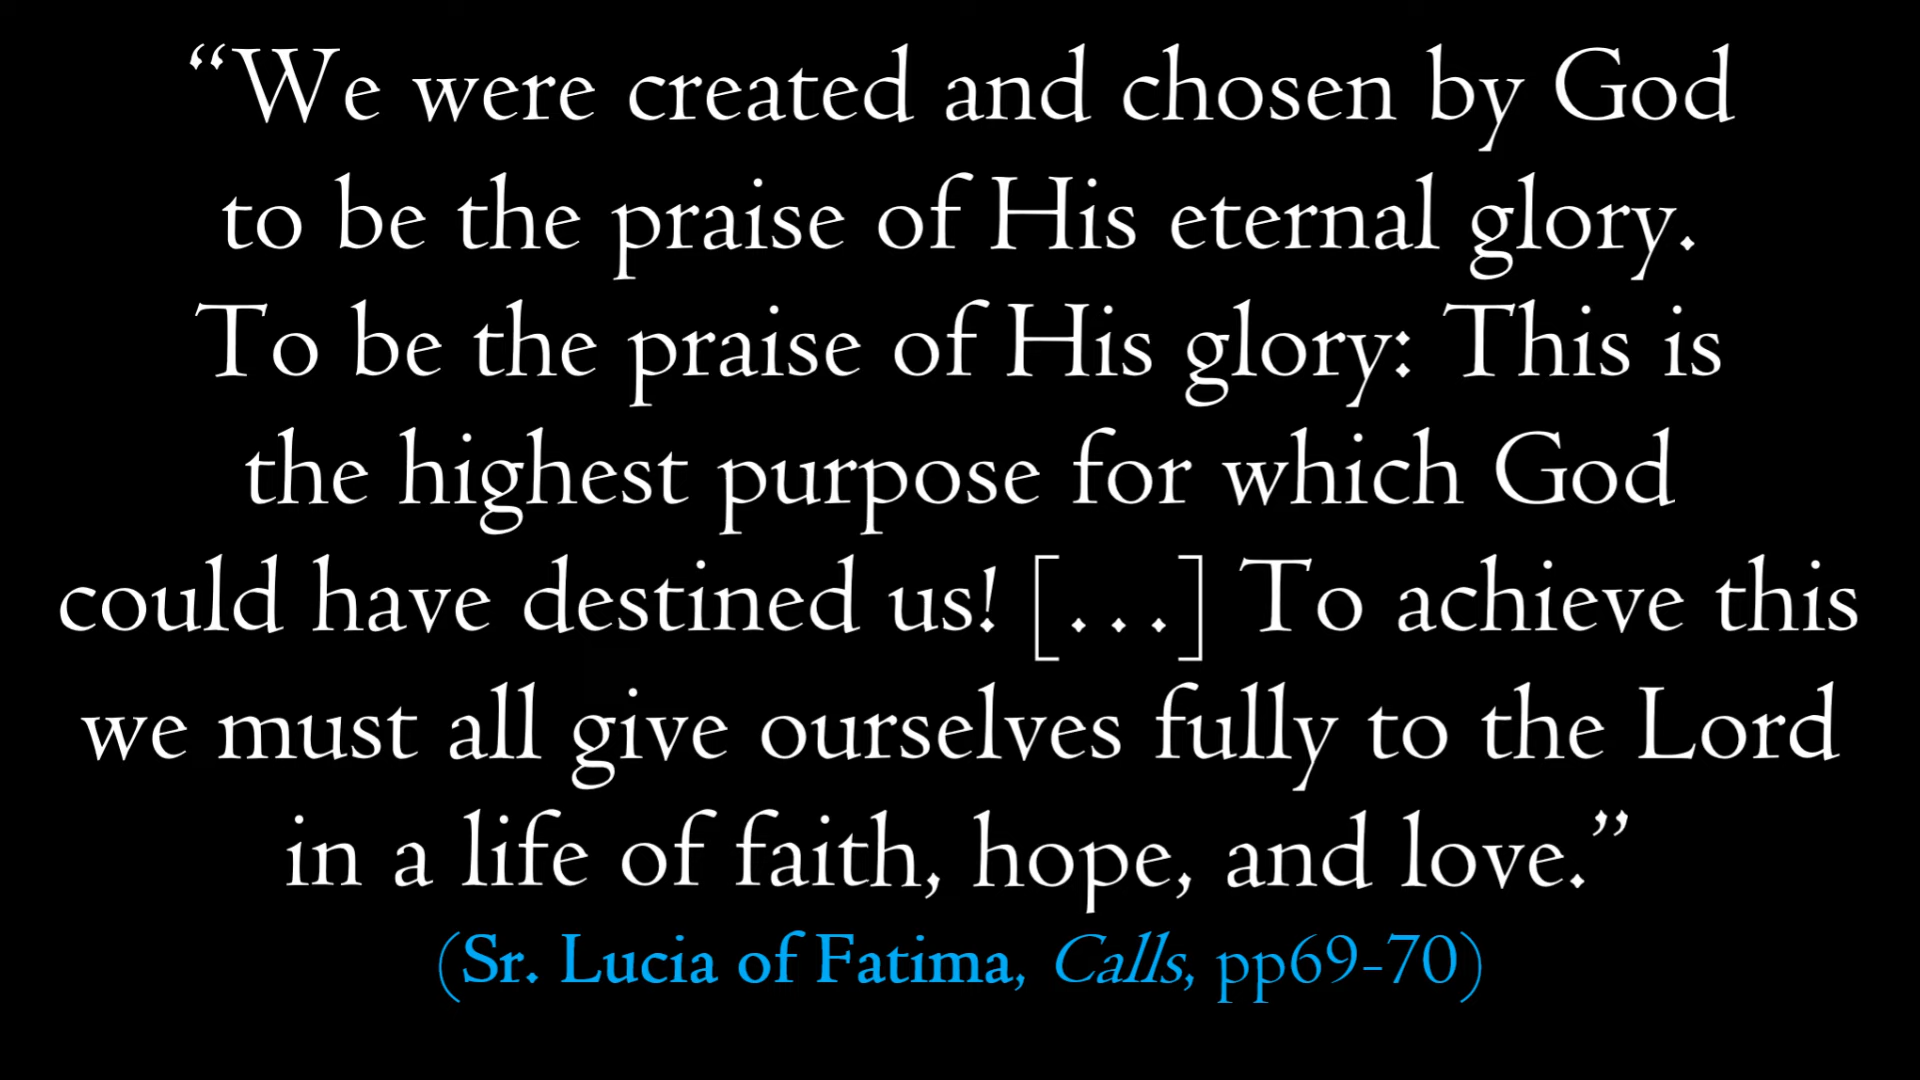 “We were created and chosen by God
to be the praise of His eternal glory.
To be the praise of His glory: This is
the highest purpose for which God
could have destined us! [...] To achieve this
we must all give ourselves fully to the Lord
in a life of faith, hope, and love.”
(Sr. Lucia of Fatima, Calls, pp69-70)